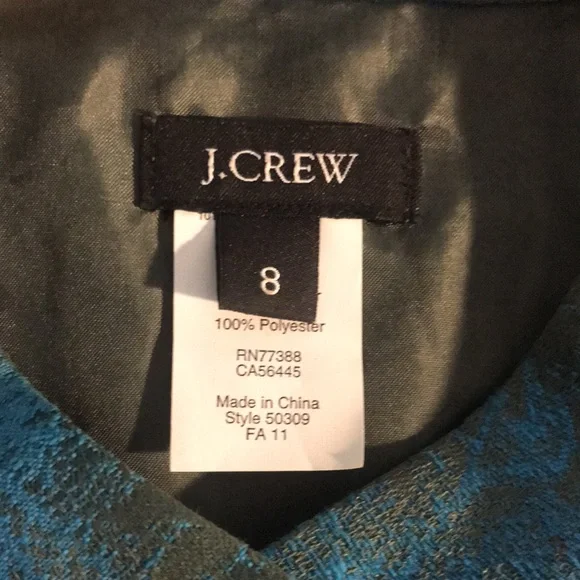 J.CREW
8
100% Polyester
RN77388
CA56445
Made in China
Style 50309
FA 11